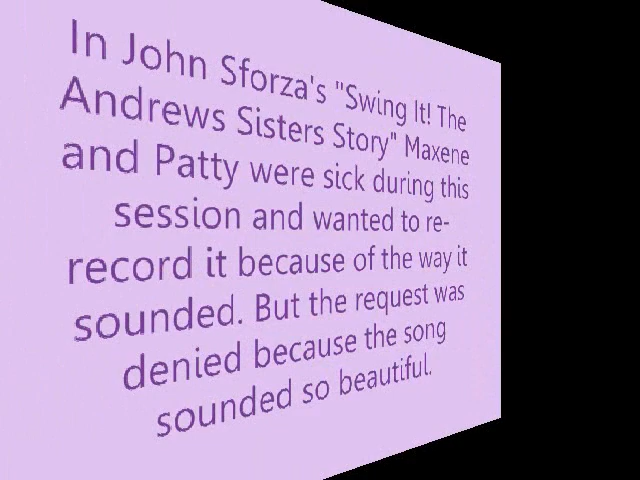 In John Sforza's "Swing It! The
Andrews Sisters Story" Maxene
and Patty were sick during this
session and wanted to re-
record it because of the way it
sounded. But the request was
denied because the song
sounded so beautiful.